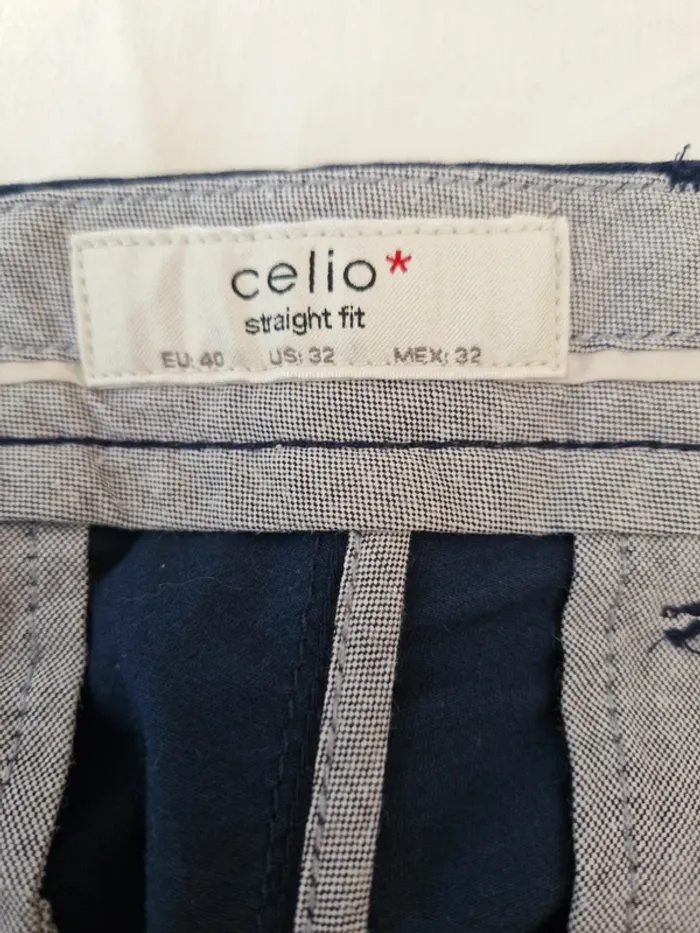 celio*
straight fit
EU: 40 US: 32 MEX: 32